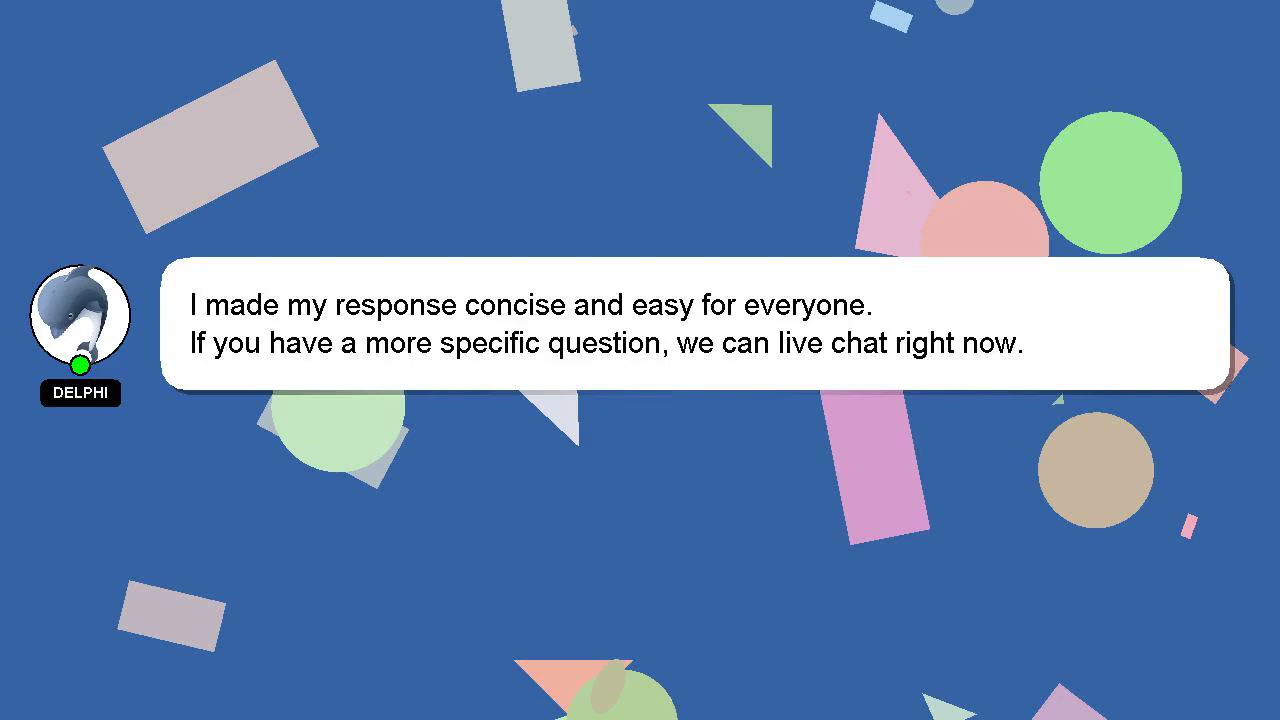 I made my response concise and easy for everyone.
If you have a more specific question, we can live chat right now.
DELPHI